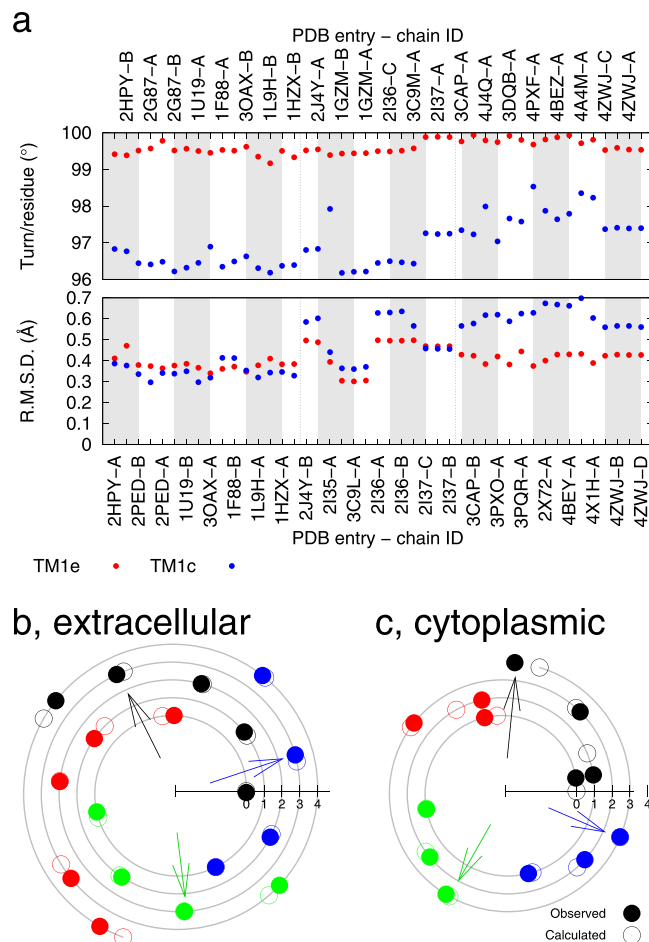 a
PDB entry – chain ID
2HPY–B 2G87–A 2G87–B 1U19–A 1F88–A 3OAX–B 1L9H–B 1HZX–B 2J4Y–A 1GZM–B 1GZM–A 2I36–C 3C9M–A 2I37–A 3CAP–A 4J4Q–A 3DQB–A 4PXF–A 4BEZ–A 4A4M–A 4ZWJ–C 4ZWJ–A
Turn/residue (°)
100
99
98
97
96
R.M.S.D. (Å)
0.7
0.6
0.5
0.4
0.3
0.2
0.1
0
2HPY–A 2PED–B 2PED–A 1U19–B 3OAX–A 1F88–B 1L9H–A 1HZX–A 2J4Y–B 2I35–A 3C9L–A 2I36–A 2I36–B 2I37–C 2I37–B 3CAP–B 3PXO–A 3PQR–A 2X72–A 4BEY–A 4X1H–A 4ZWJ–B 4ZWJ–D
PDB entry – chain ID
TM1e TM1c
b, extracellular
0 1 2 3 4
c, cytoplasmic
0 1 2 3 4
Observed
Calculated